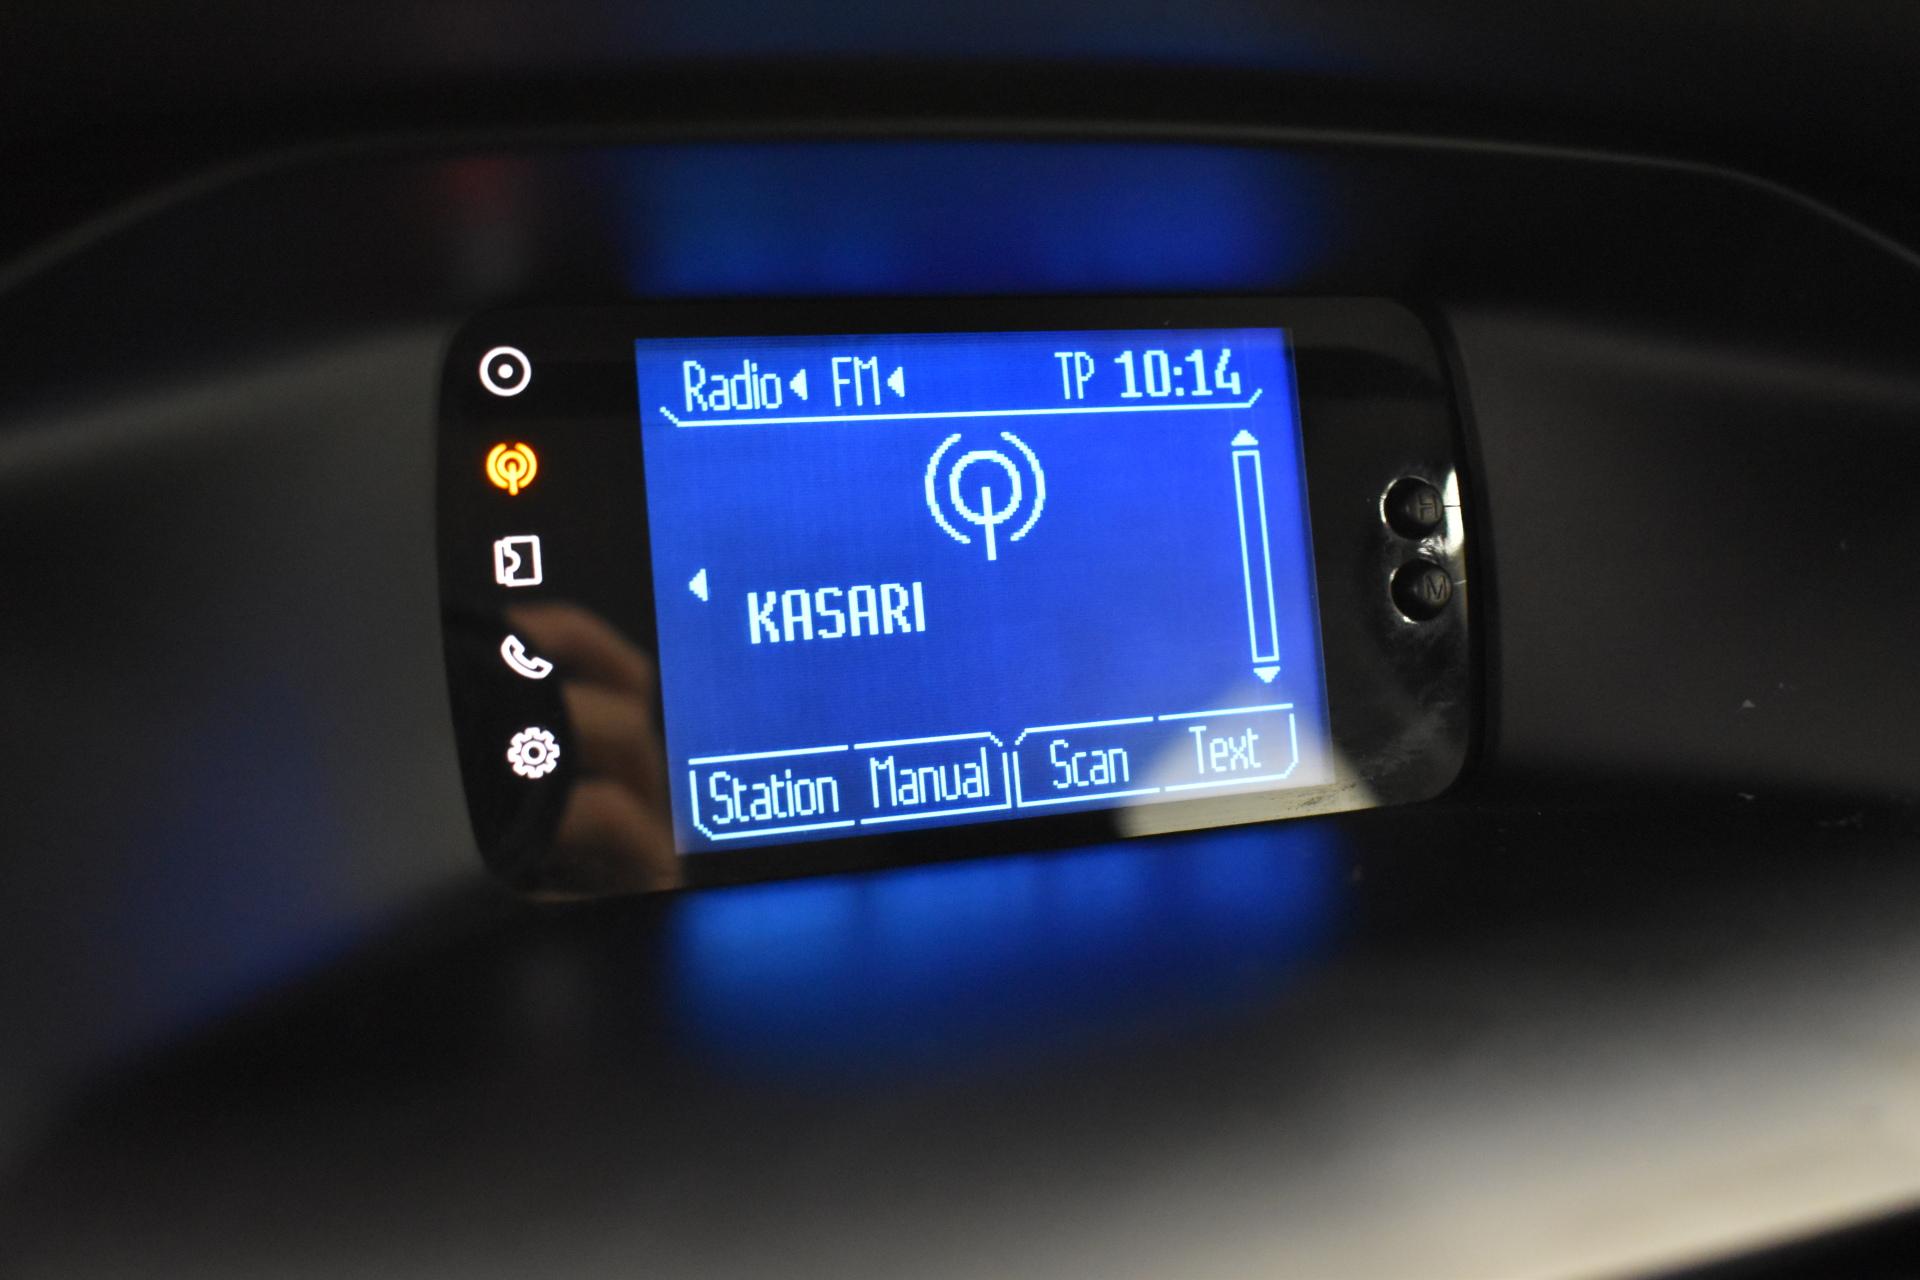 Radio FM TP 10:14
KASARI
Station Manual Scan Text
H
M